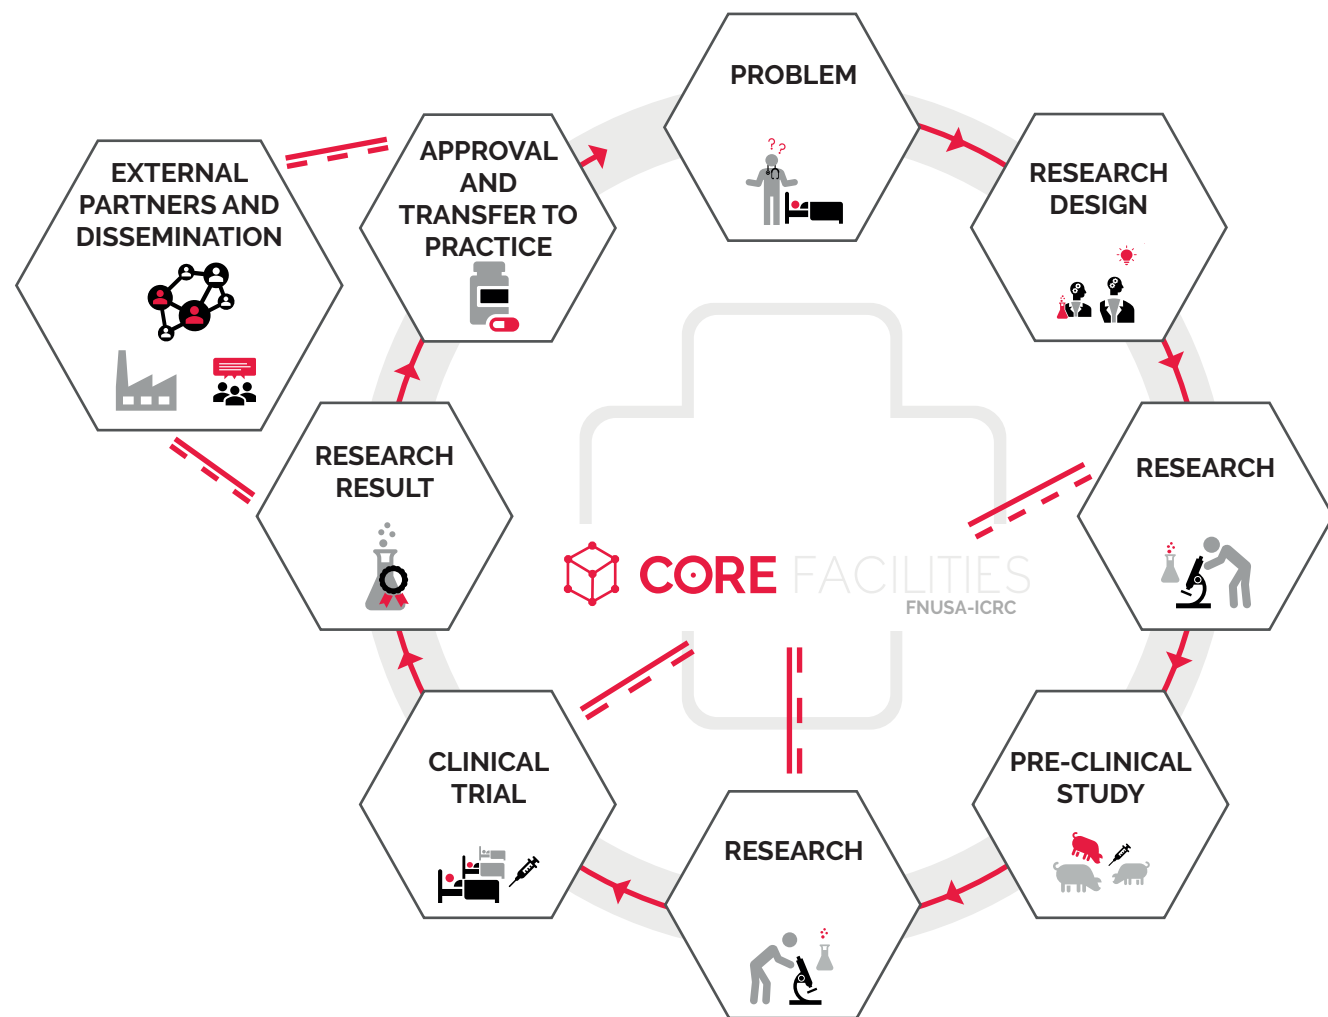 PROBLEM
? ?
RESEARCH
DESIGN
RESEARCH
PRE-CLINICAL
STUDY
RESEARCH
CLINICAL
TRIAL
RESEARCH
RESULT
APPROVAL
AND
TRANSFER TO
PRACTICE
EXTERNAL
PARTNERS AND
DISSEMINATION
CORE FACILITIES
FNUSA-ICRC